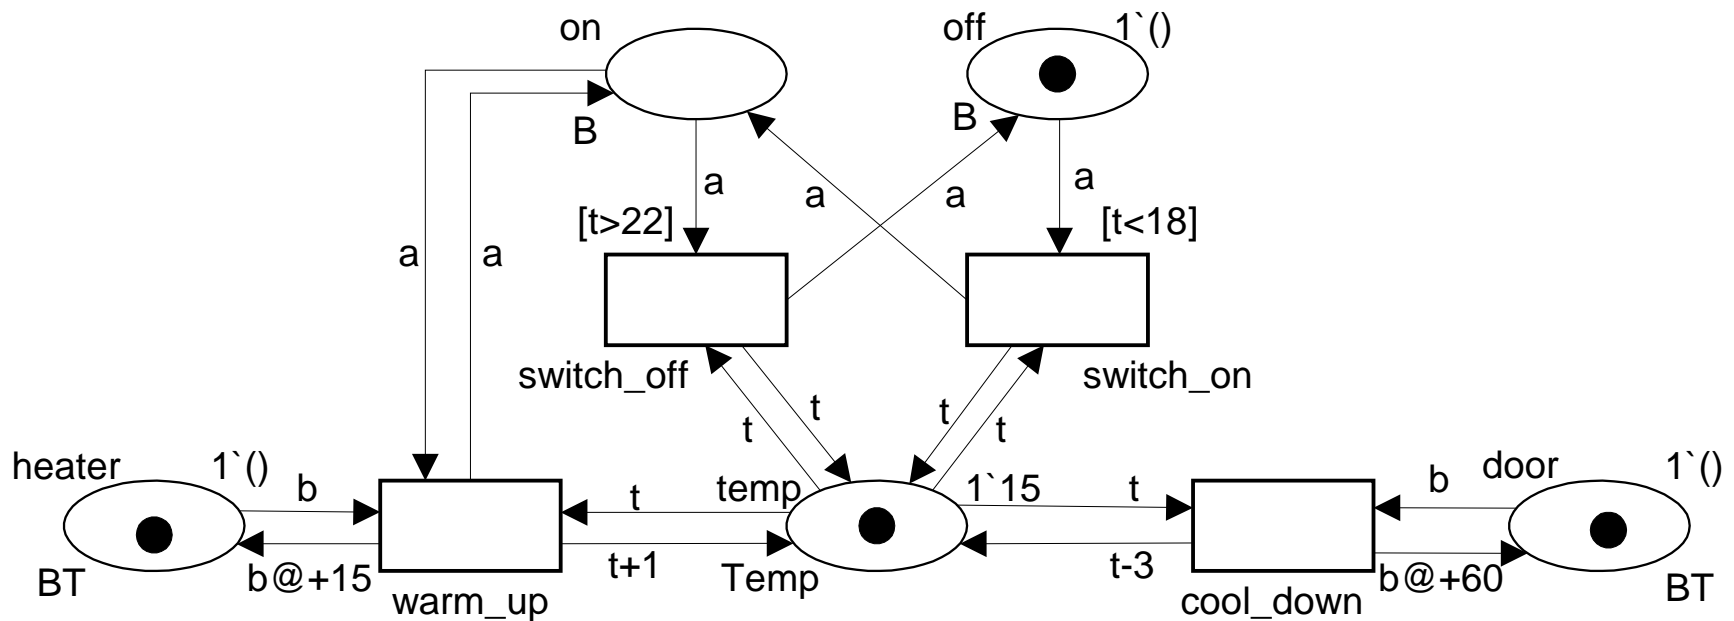 on
off
1`()
B
B
a
a
a
a
[t>22]
[t<18]
a
a
switch_off
switch_on
t
t
t
t
heater
1`()
b
t
temp
1`15
t
b
door
1`()
BT
b@+15
warm_up
t+1
Temp
t-3
cool_down
b@+60
BT